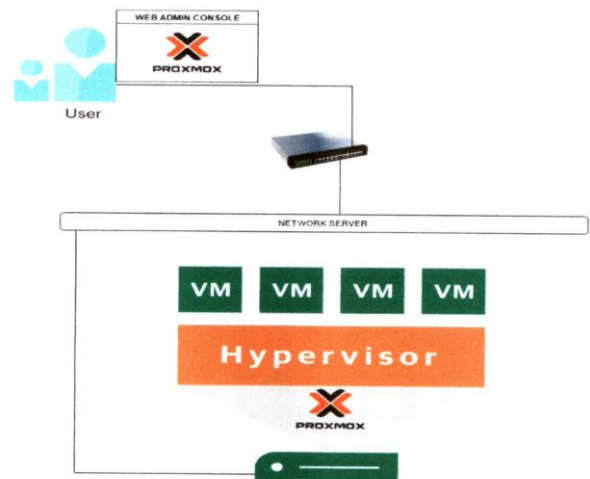 WEB ADMIN CONSOLE
PROXMOX
User
NETWORK SERVER
VM VM VM VM
Hypervisor
PROXMOX